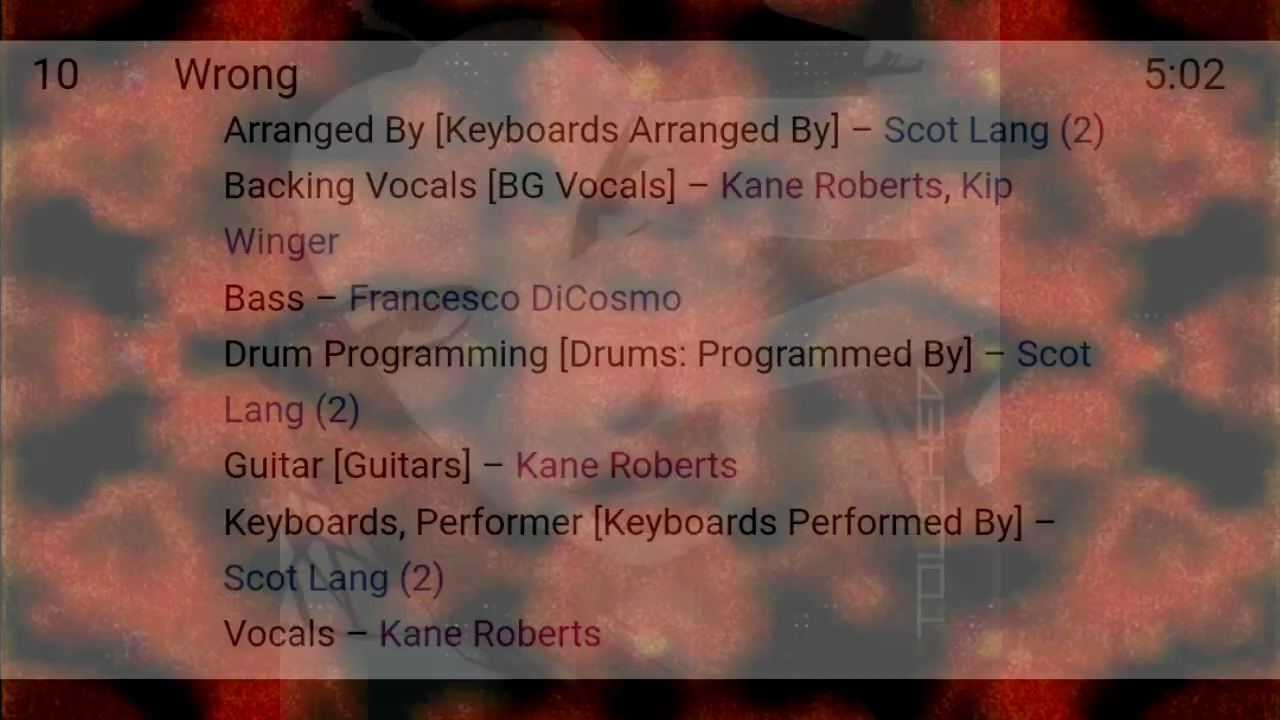 10 Wrong 5:02
Arranged By [Keyboards Arranged By] – Scot Lang (2)
Backing Vocals [BG Vocals] – Kane Roberts, Kip
Winger
Bass – Francesco DiCosmo
Drum Programming [Drums: Programmed By] – Scot
Lang (2)
Guitar [Guitars] – Kane Roberts
Keyboards, Performer [Keyboards Performed By] –
Scot Lang (2)
Vocals – Kane Roberts